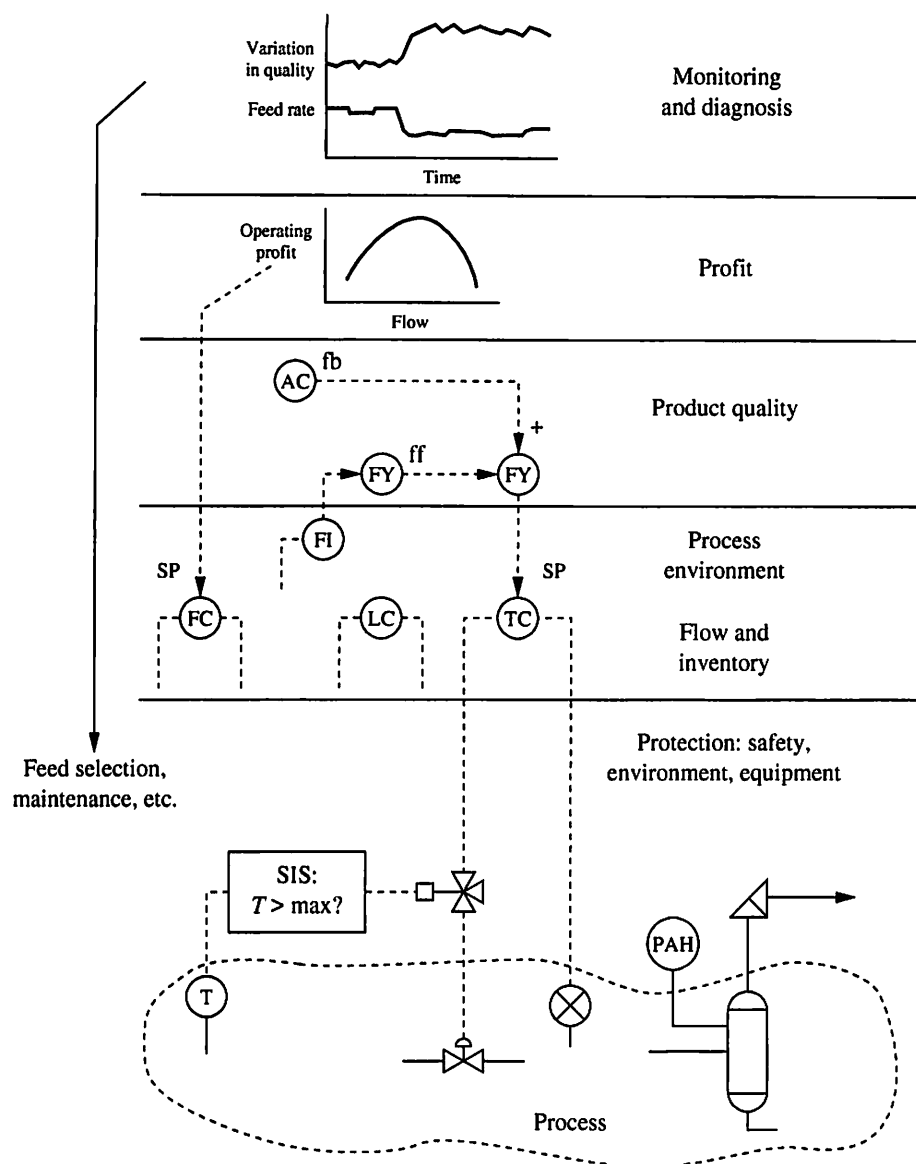 Variation
in quality
Feed rate
Time
Monitoring
and diagnosis
Operating
profit
Flow
Profit
AC
fb
+
FY
ff
FY
Product quality
FI
Process
environment
SP
SP
FC
LC
TC
Flow and
inventory
Protection: safety,
environment, equipment
Feed selection,
maintenance, etc.
SIS:
T > max?
PAH
T
Process